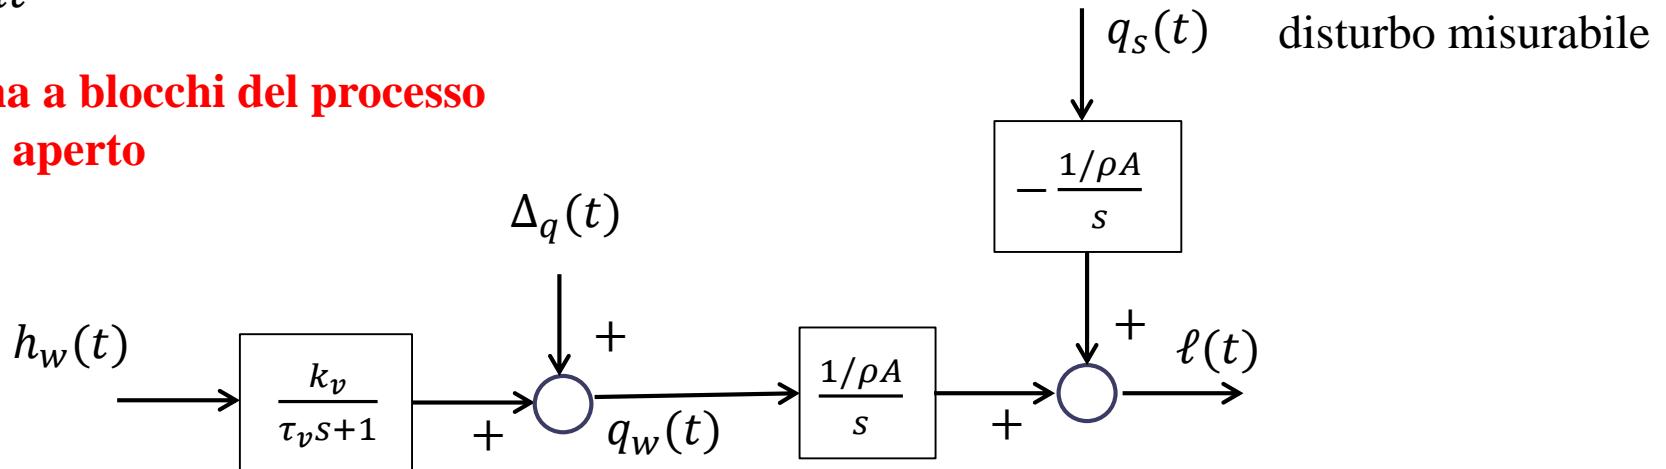 q_s(t) disturbo misurabile
a blocchi del processo
aperto
− 1/ρA
s
Δ_q(t)
+
+
h_w(t)
ℓ(t)
k_v
τ_v s+1
1/ρA
s
+
q_w(t)
+